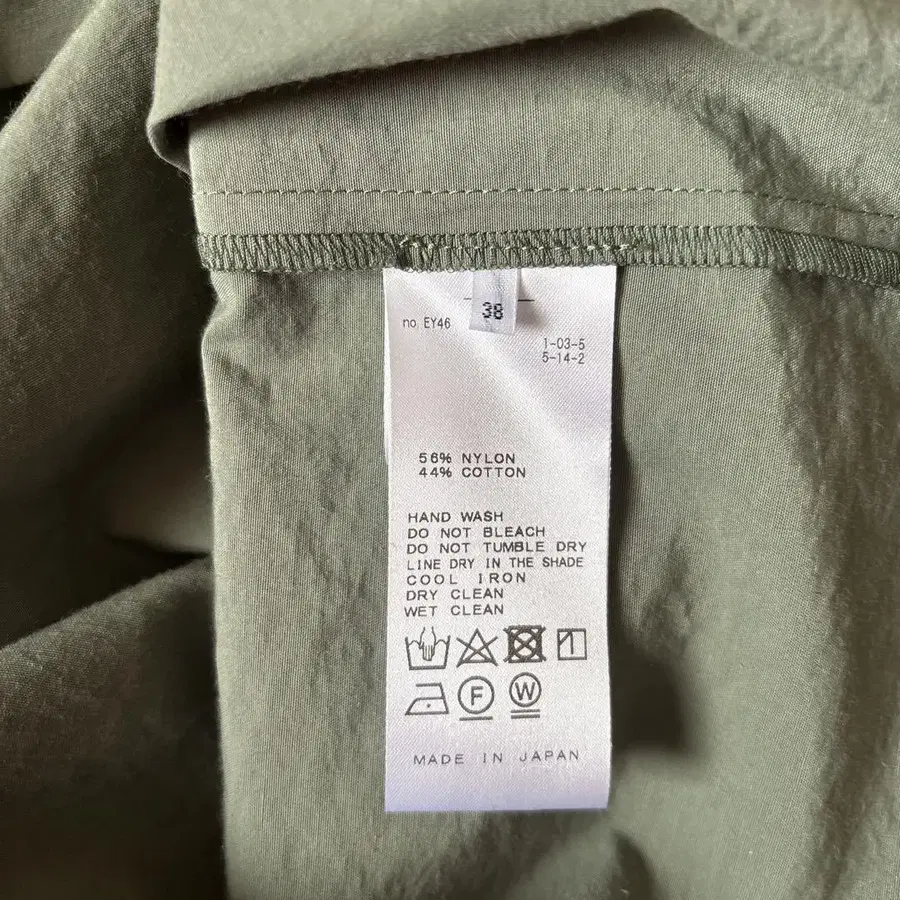 38
no EY46
1-03-5
5-14-2
56% NYLON
44% COTTON
HAND WASH
DO NOT BLEACH
DO NOT TUMBLE DRY
LINE DRY IN THE SHADE
COOL IRON
DRY CLEAN
WET CLEAN
F W
MADE IN JAPAN